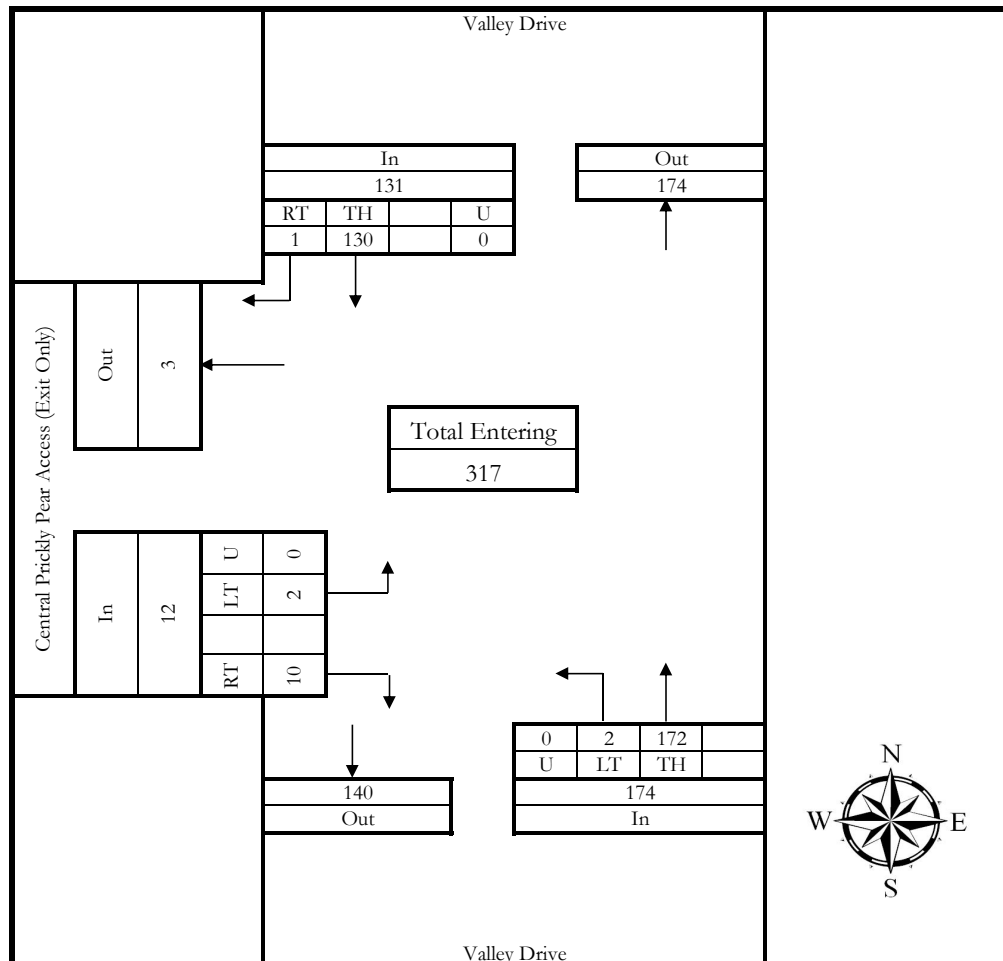 Valley Drive
In
131
RT TH U
1 130 0
Out
174
Central Prickly Pear Access (Exit Only)
Out
3
Total Entering
317
In
12
U 0
LT 2
RT 10
140
Out
0 2 172
U LT TH
174
In
N
W E
S
Valley Drive